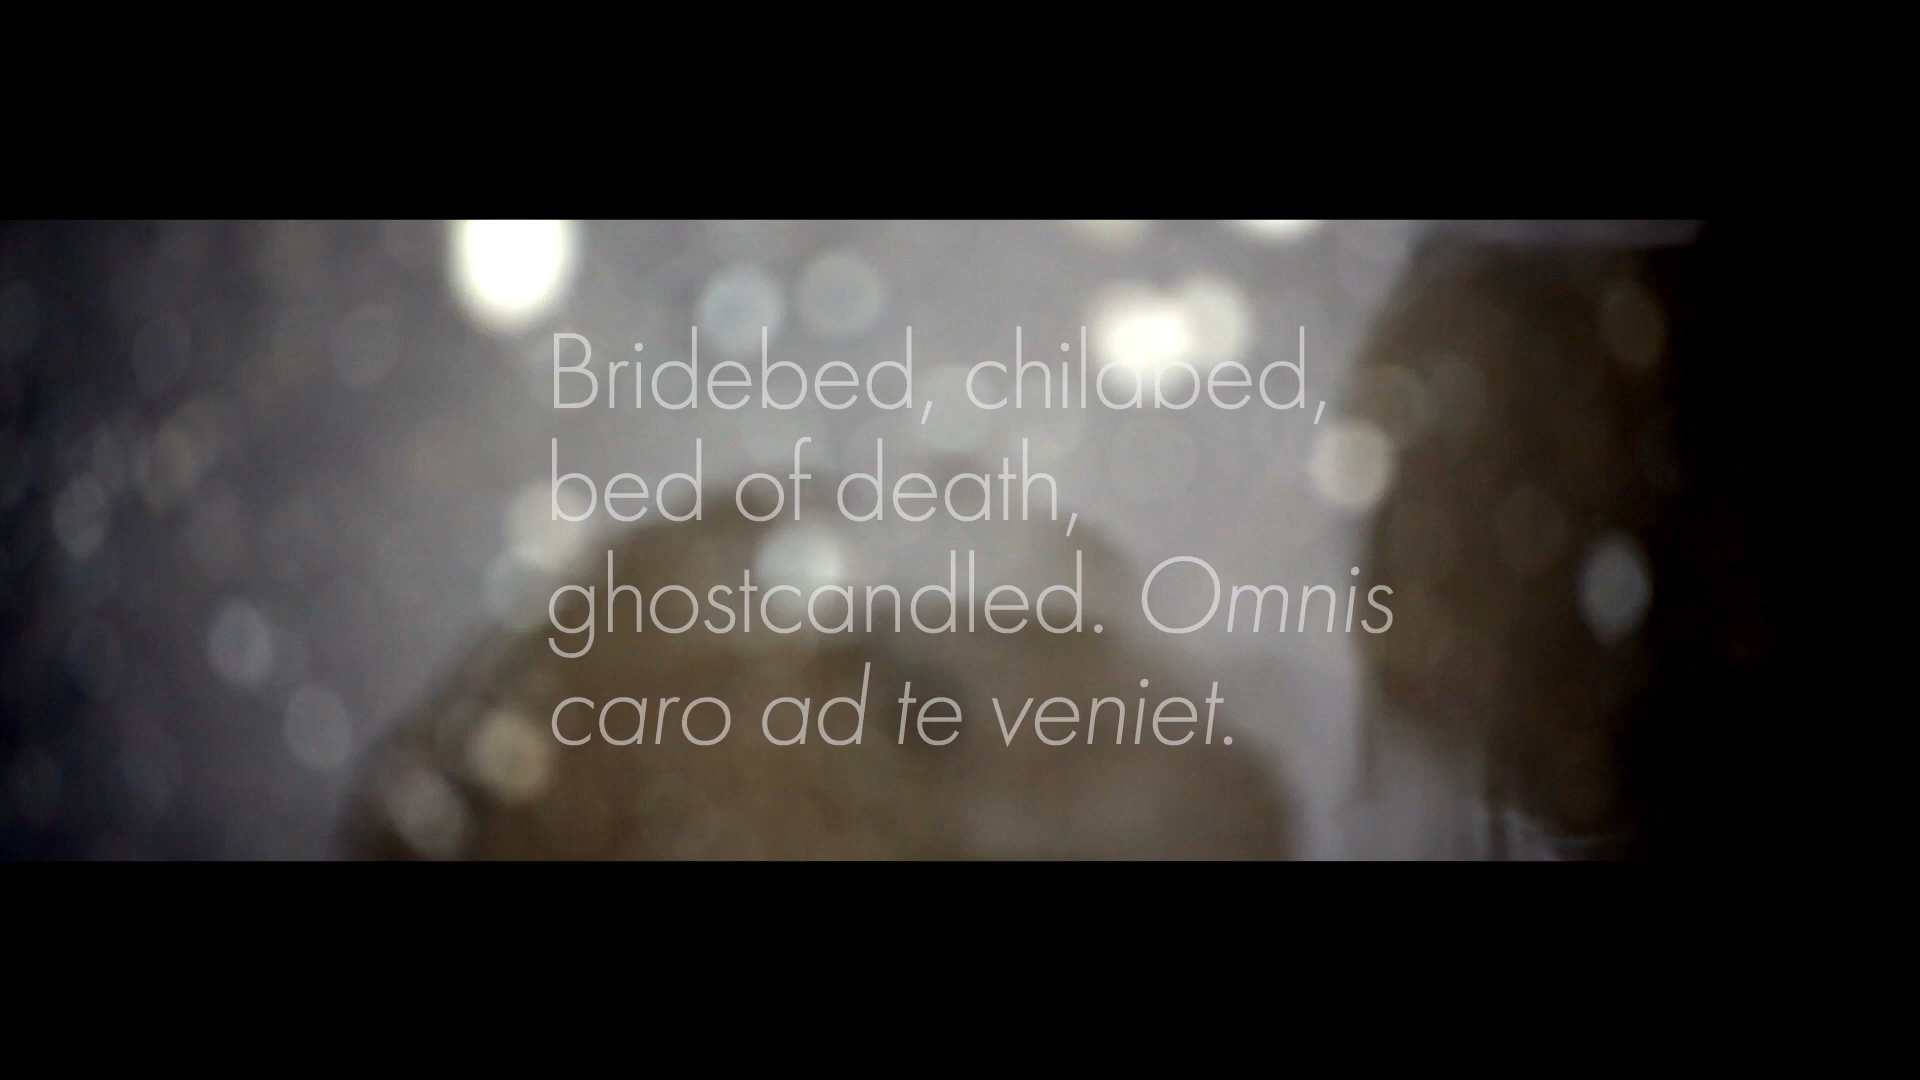 Bridebed, childbed,
bed of death,
ghostcandled. Omnis
caro ad te veniet.